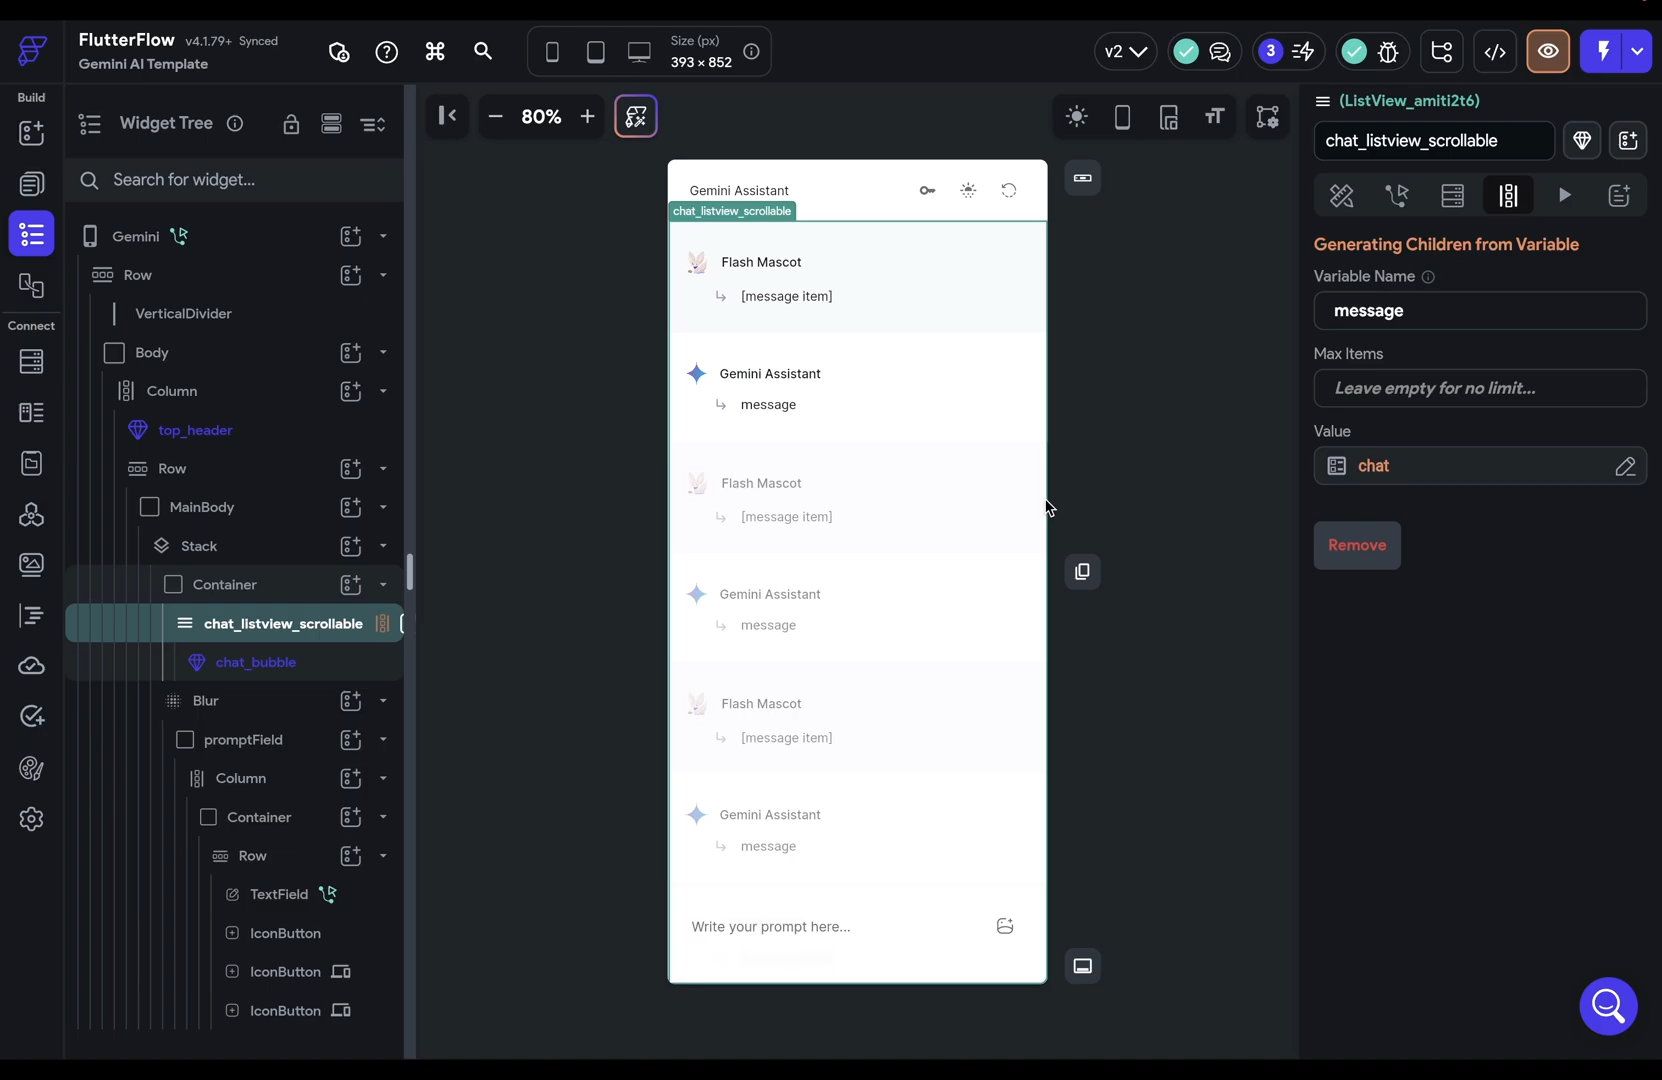 FlutterFlow v4.1.79+ Synced
Gemini AI Template
Size (px)
393 × 852
v2
3
Build
Connect
Widget Tree
Search for widget...
Gemini
Row
VerticalDivider
Body
Column
top_header
Row
MainBody
Stack
Container
chat_listview_scrollable
chat_bubble
Blur
promptField
Column
Container
Row
TextField
IconButton
IconButton
IconButton
80%
Gemini Assistant
chat_listview_scrollable
Flash Mascot
[message item]
Gemini Assistant
message
Flash Mascot
[message item]
Gemini Assistant
message
Flash Mascot
[message item]
Gemini Assistant
message
Write your prompt here...
(ListView_amiti2t6)
chat_listview_scrollable
Generating Children from Variable
Variable Name
message
Max Items
Leave empty for no limit...
Value
chat
Remove